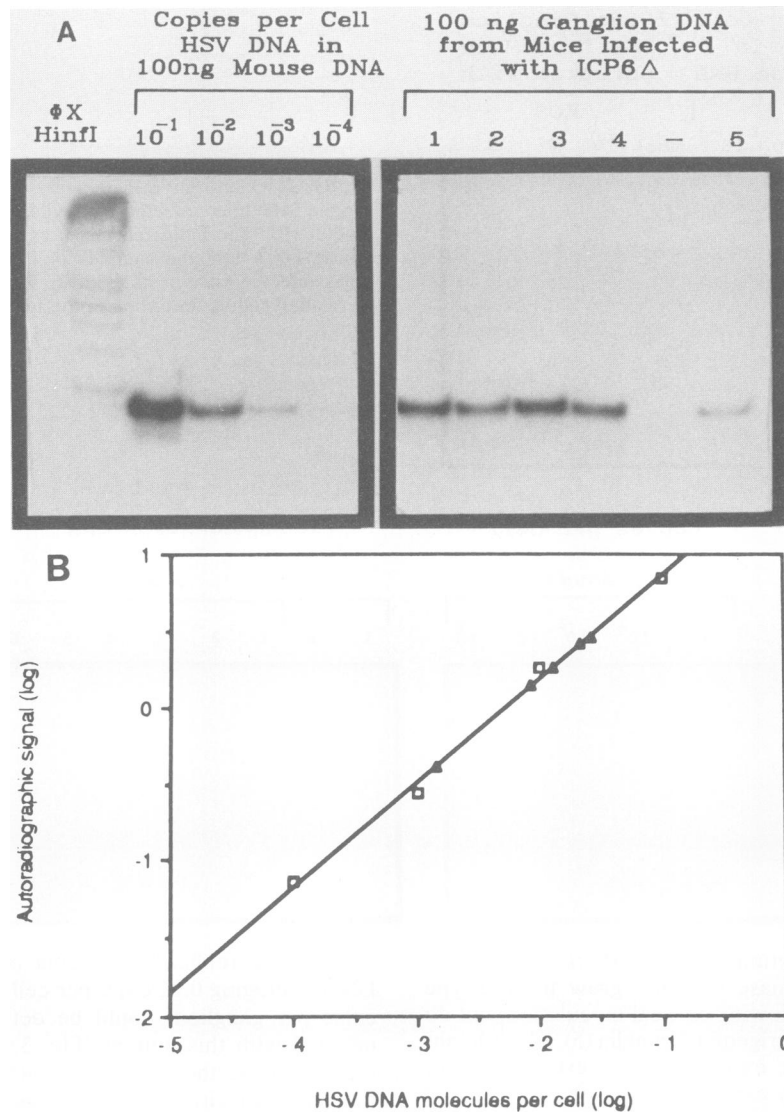 A
Copies per Cell
HSV DNA in
100ng Mouse DNA
100 ng Ganglion DNA
from Mice Infected
with ICP6△
ΦX
HinfI
10⁻¹ 10⁻² 10⁻³ 10⁻⁴
1 2 3 4 — 5
B
Autoradiographic signal (log)
1
0
-1
-2
-5 -4 -3 -2 -1 0
HSV DNA molecules per cell (log)